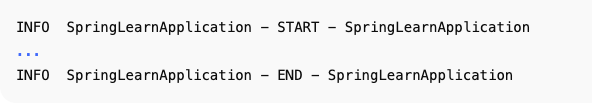 INFO  SpringLearnApplication – START – SpringLearnApplication
...
INFO  SpringLearnApplication – END – SpringLearnApplication